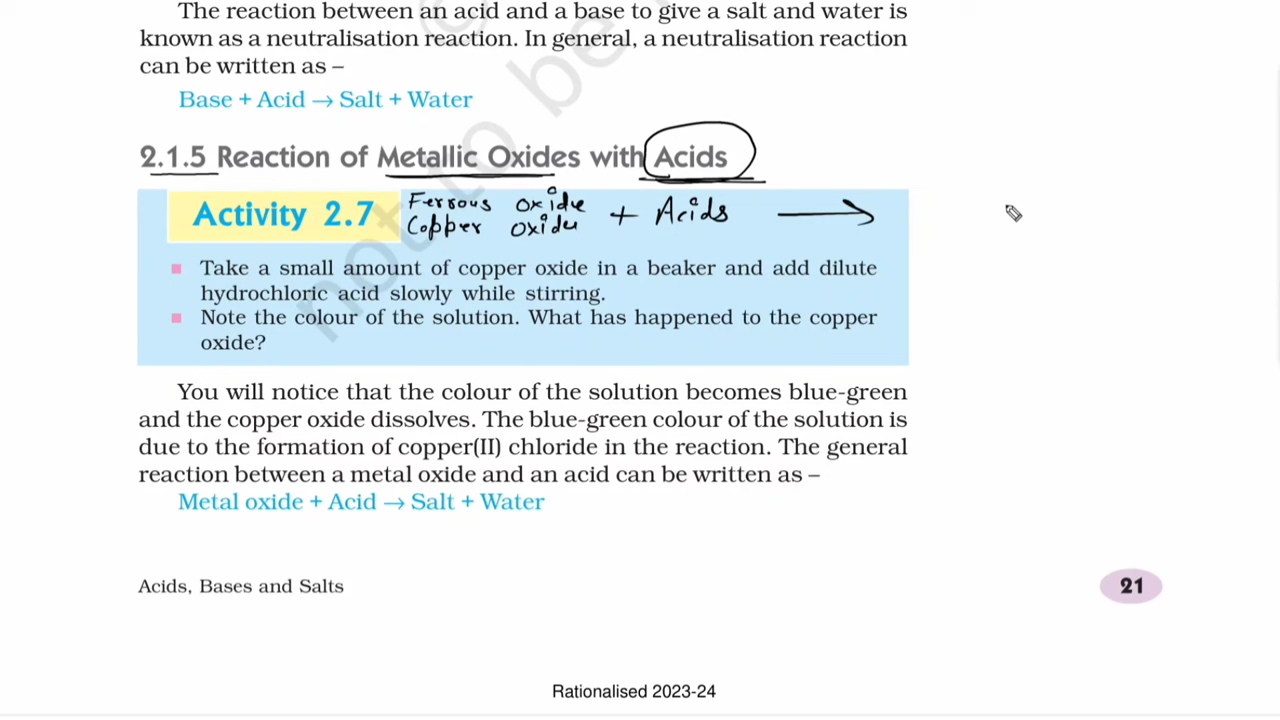 The reaction between an acid and a base to give a salt and water is
known as a neutralisation reaction. In general, a neutralisation reaction
can be written as –
Base + Acid → Salt + Water
2.1.5 Reaction of Metallic Oxides with Acids
Activity 2.7
Ferrous oxide
Copper oxide + Acids ⟶
Take a small amount of copper oxide in a beaker and add dilute
hydrochloric acid slowly while stirring.
Note the colour of the solution. What has happened to the copper
oxide?
You will notice that the colour of the solution becomes blue-green
and the copper oxide dissolves. The blue-green colour of the solution is
due to the formation of copper(II) chloride in the reaction. The general
reaction between a metal oxide and an acid can be written as –
Metal oxide + Acid → Salt + Water
Acids, Bases and Salts
21
Rationalised 2023-24
not to be